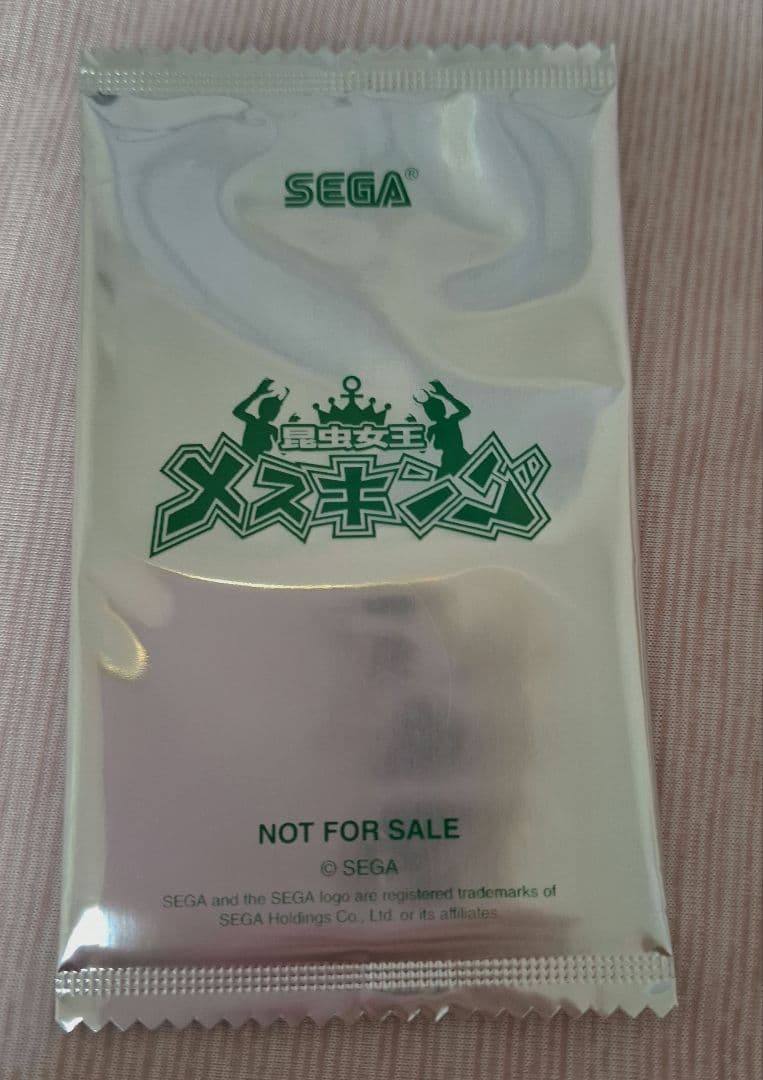 SEGA®
昆虫女王
メスキング
NOT FOR SALE
© SEGA
SEGA and the SEGA logo are registered trademarks of
SEGA Holdings Co., Ltd. or its affiliates